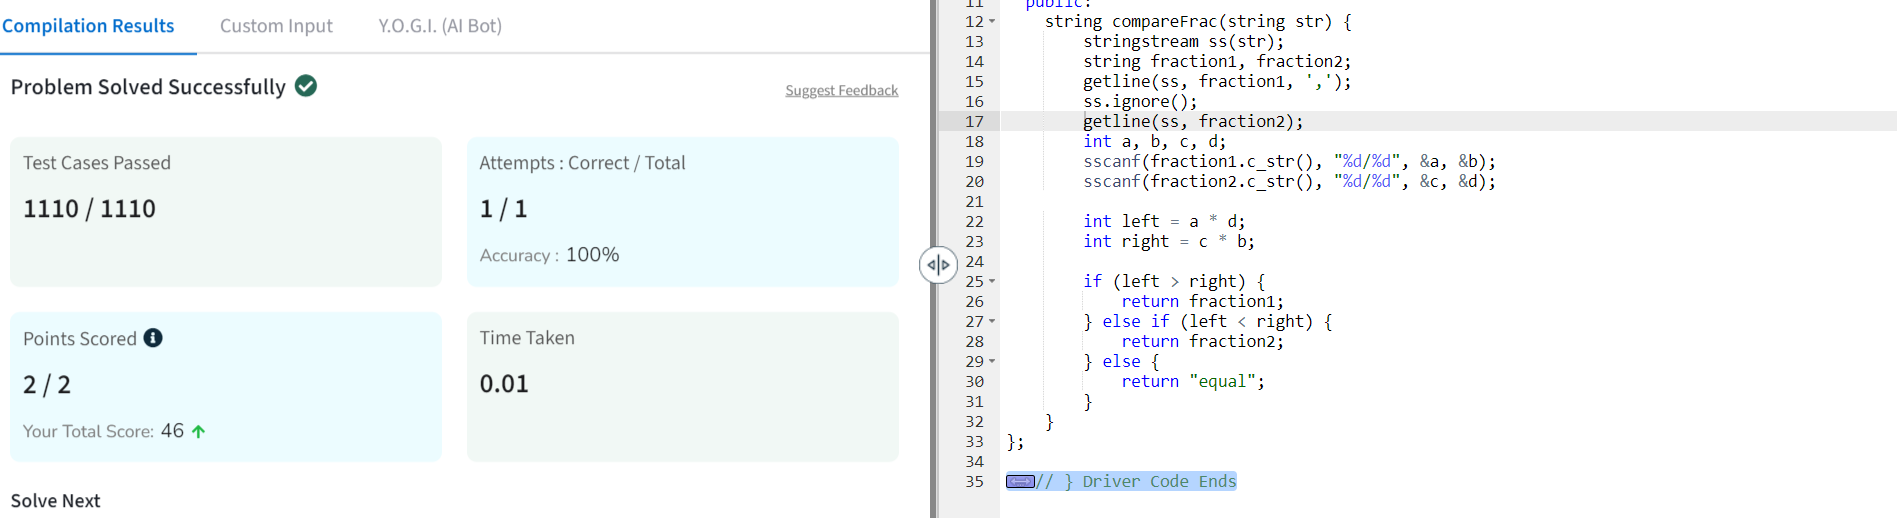 Compilation Results
Custom Input
Y.O.G.I. (AI Bot)
Problem Solved Successfully
Suggest Feedback
Test Cases Passed
1110 / 1110
Attempts : Correct / Total
1 / 1
Accuracy : 100%
Points Scored
2 / 2
Your Total Score: 46
Time Taken
0.01
Solve Next
11 public:
12 string compareFrac(string str) {
13 stringstream ss(str);
14 string fraction1, fraction2;
15 getline(ss, fraction1, ',');
16 ss.ignore();
17 getline(ss, fraction2);
18 int a, b, c, d;
19 sscanf(fraction1.c_str(), "%d/%d", &a, &b);
20 sscanf(fraction2.c_str(), "%d/%d", &c, &d);
21
22 int left = a * d;
23 int right = c * b;
24
25 if (left > right) {
26 return fraction1;
27 } else if (left < right) {
28 return fraction2;
29 } else {
30 return "equal";
31 }
32 }
33 };
34
35 // } Driver Code Ends